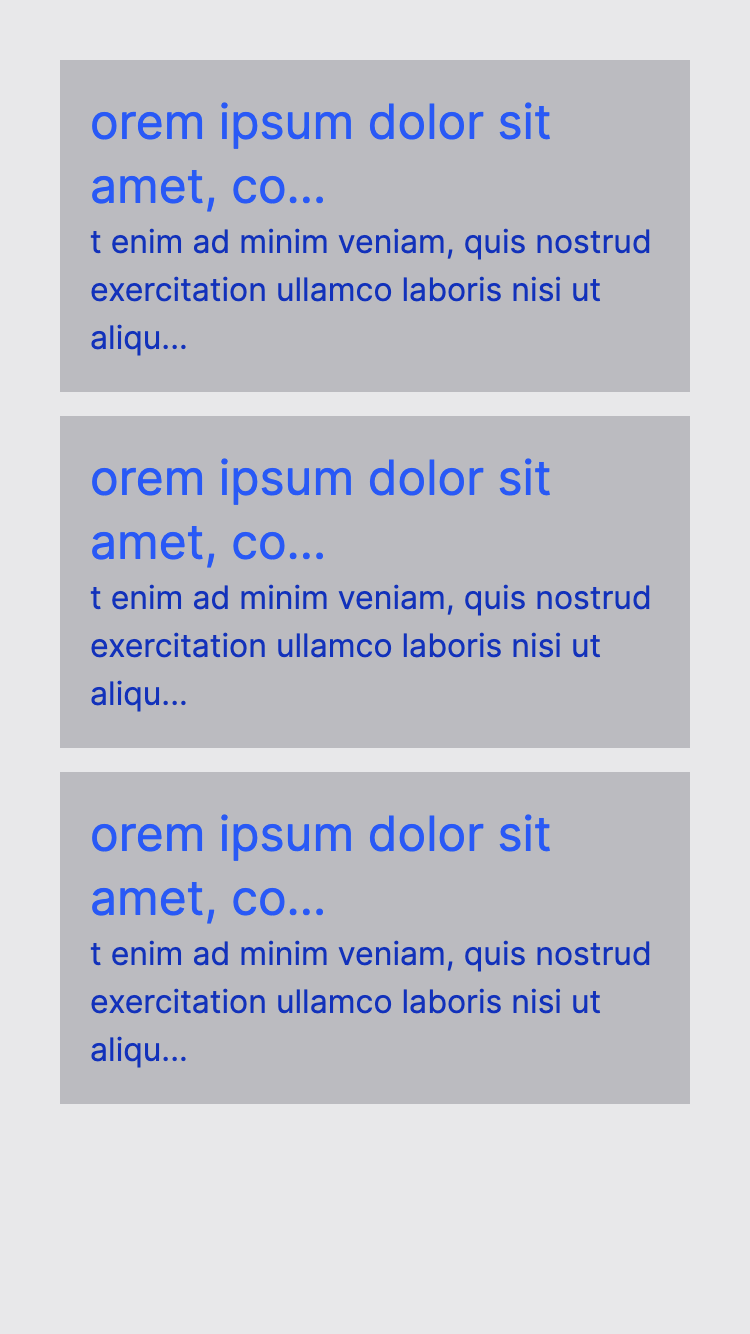 orem ipsum dolor sit
amet, co...
t enim ad minim veniam, quis nostrud
exercitation ullamco laboris nisi ut
aliqu...
orem ipsum dolor sit
amet, co...
t enim ad minim veniam, quis nostrud
exercitation ullamco laboris nisi ut
aliqu...
orem ipsum dolor sit
amet, co...
t enim ad minim veniam, quis nostrud
exercitation ullamco laboris nisi ut
aliqu...